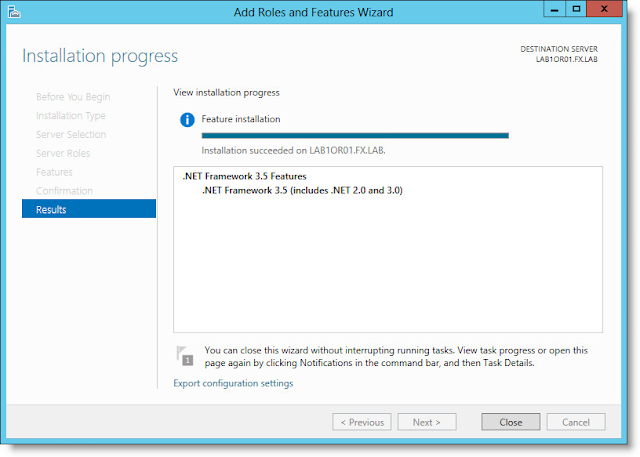 Add Roles and Features Wizard
Installation progress
DESTINATION SERVER
LAB1OR01.FX.LAB
Before You Begin
Installation Type
Server Selection
Server Roles
Features
Confirmation
Results
View installation progress
Feature installation
Installation succeeded on LAB1OR01.FX.LAB.
.NET Framework 3.5 Features
.NET Framework 3.5 (includes .NET 2.0 and 3.0)
1
You can close this wizard without interrupting running tasks. View task progress or open this
page again by clicking Notifications in the command bar, and then Task Details.
Export configuration settings
< Previous
Next >
Close
Cancel